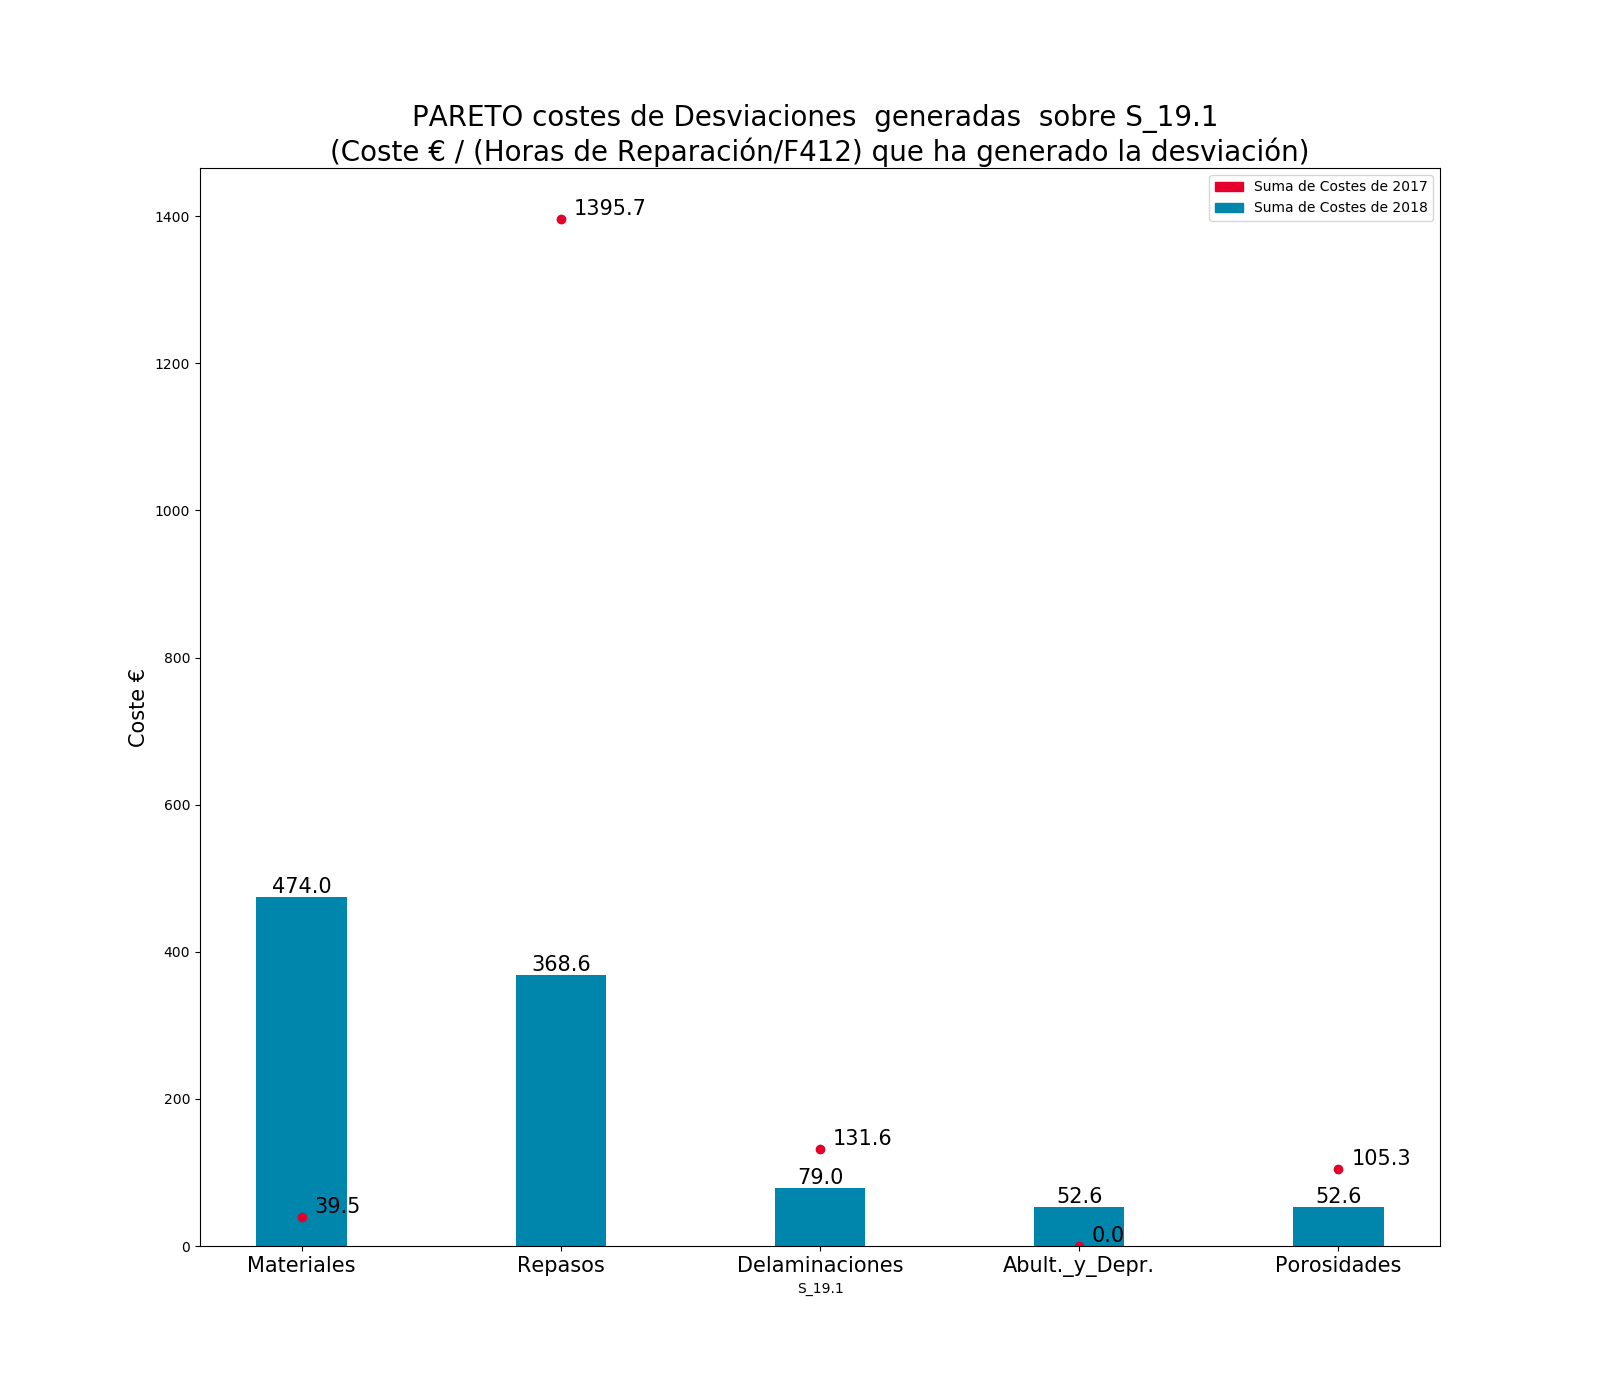 PARETO costes de Desviaciones  generadas  sobre S_19.1
(Coste € / (Horas de Reparación/F412) que ha generado la desviación)
Suma de Costes de 2017
Suma de Costes de 2018
1395.7
1400
1200
1000
800
600
400
200
0
Coste €
474.0
39.5
368.6
131.6
79.0
52.6
0.0
105.3
52.6
Materiales
Repasos
Delaminaciones
Abult._y_Depr.
Porosidades
S_19.1